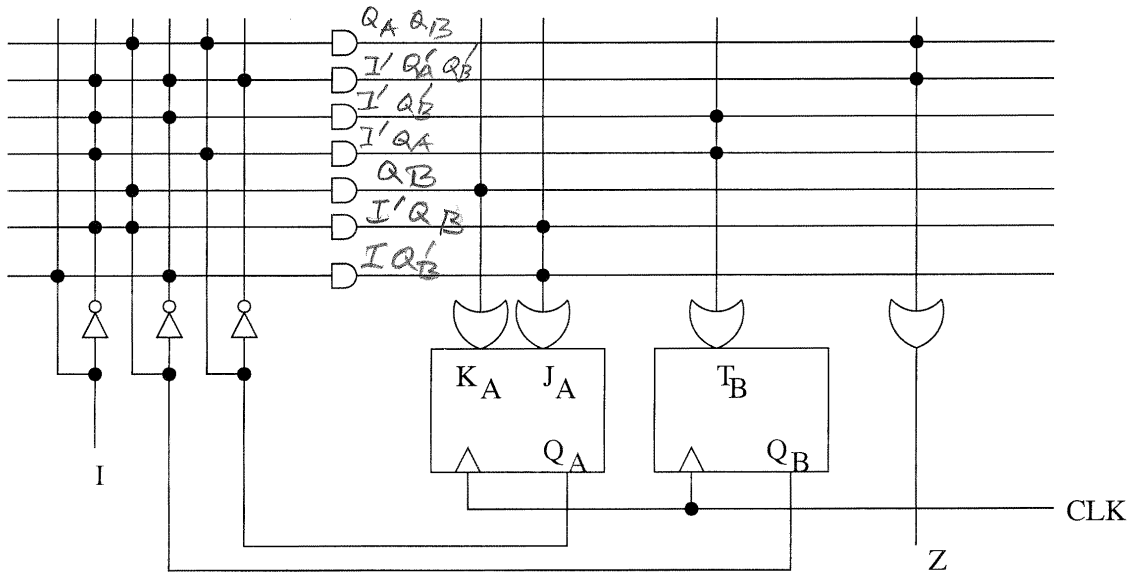 Q_A Q_B
I' Q_A' Q_B'
I' Q_B'
I' Q_A
Q_B
I' Q_B
I Q_B'
K_A J_A
T_B
Q_A
Q_B
I
CLK
Z